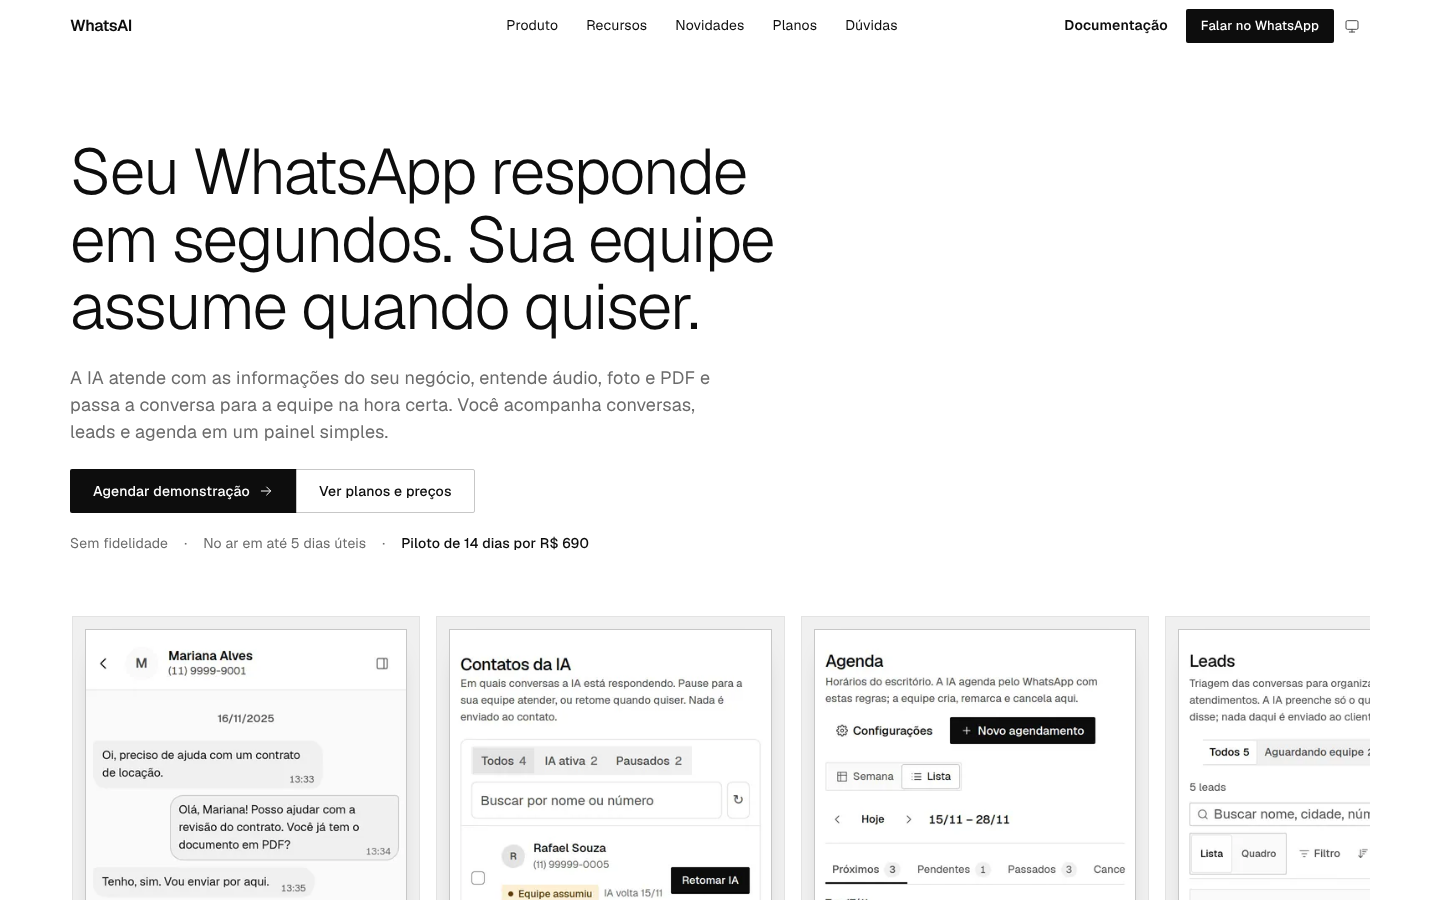 WhatsAI
Produto
Recursos
Novidades
Planos
Dúvidas
Documentação
Falar no WhatsApp
Seu WhatsApp responde
em segundos. Sua equipe
assume quando quiser.
A IA atende com as informações do seu negócio, entende áudio, foto e PDF e
passa a conversa para a equipe na hora certa. Você acompanha conversas,
leads e agenda em um painel simples.
Agendar demonstração →
Ver planos e preços
Sem fidelidade · No ar em até 5 dias úteis · Piloto de 14 dias por R$ 690
M
Mariana Alves
(11) 9999-9001
16/11/2025
Oi, preciso de ajuda com um contrato
de locação.
13:33
Olá, Mariana! Posso ajudar com a
revisão do contrato. Você já tem o
documento em PDF?
13:34
Tenho, sim. Vou enviar por aqui.
13:35
Contatos da IA
Em quais conversas a IA está respondendo. Pause para a
sua equipe atender, ou retome quando quiser. Nada é
enviado ao contato.
Todos 4
IA ativa 2
Pausados 2
Buscar por nome ou número
R
Rafael Souza
(11) 99999-0005
Equipe assumiu
IA volta 15/11
Retomar IA
Agenda
Horários do escritório. A IA agenda pelo WhatsApp com
estas regras; a equipe cria, remarca e cancela aqui.
Configurações
+ Novo agendamento
Semana
Lista
Hoje
15/11 – 28/11
Próximos 3
Pendentes 1
Passados 3
Cance
Leads
Triagem das conversas para organiza
atendimentos. A IA preenche só o qu
disse; nada daqui é enviado ao client
Todos 5
Aguardando equipe 2
5 leads
Buscar nome, cidade, núm
Lista
Quadro
Filtro